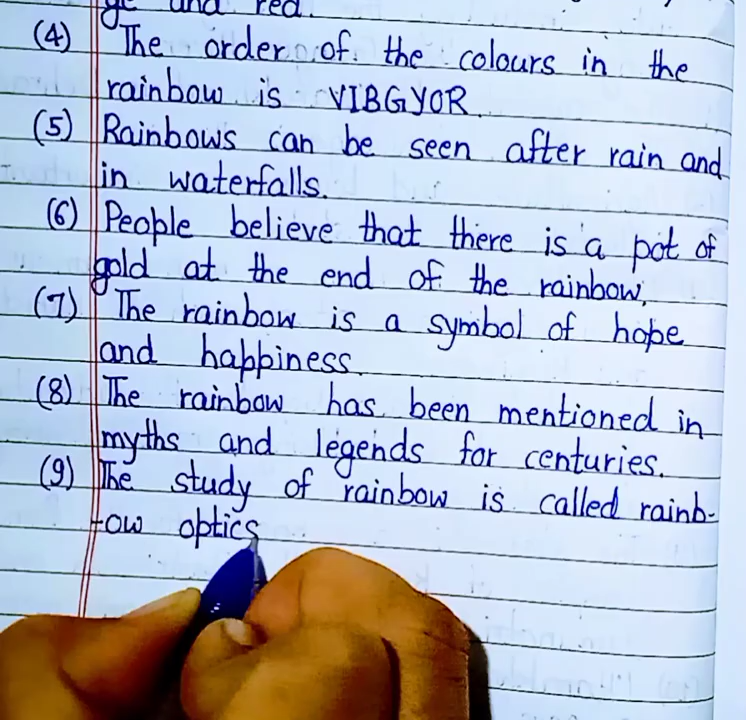 ge and red.
(4) The order of the colours in the
rainbow is VIBGYOR.
(5) Rainbows can be seen after rain and
in waterfalls.
(6) People believe that there is a pot of
gold at the end of the rainbow.
(7) The rainbow is a symbol of hope
and happiness.
(8) The rainbow has been mentioned in
myths and legends for centuries.
(9) The study of rainbow is called rainb-
-ow optics